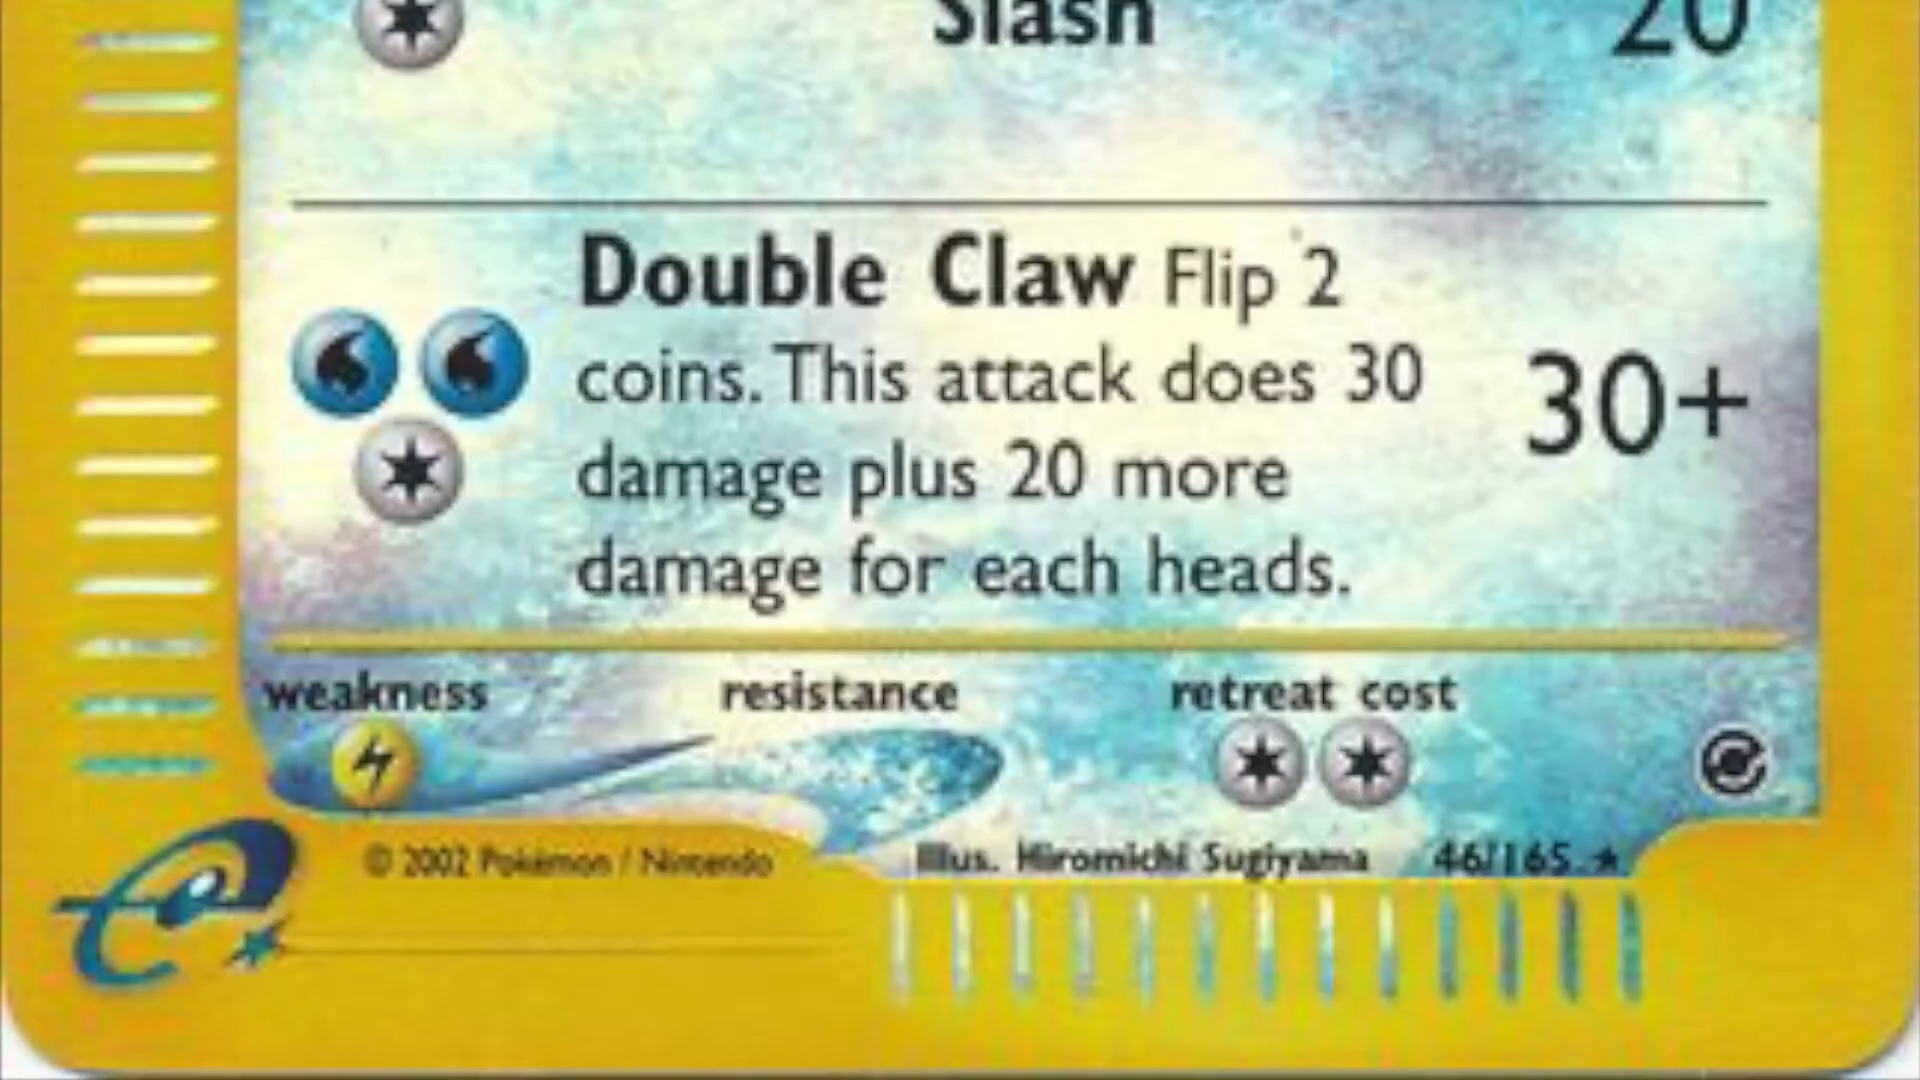 Slash 20
Double Claw Flip 2
coins. This attack does 30
damage plus 20 more
damage for each heads.
30+
weakness resistance retreat cost
© 2002 Pokémon / Nintendo
Illus. Hiromichi Sugiyama 46/165 ★